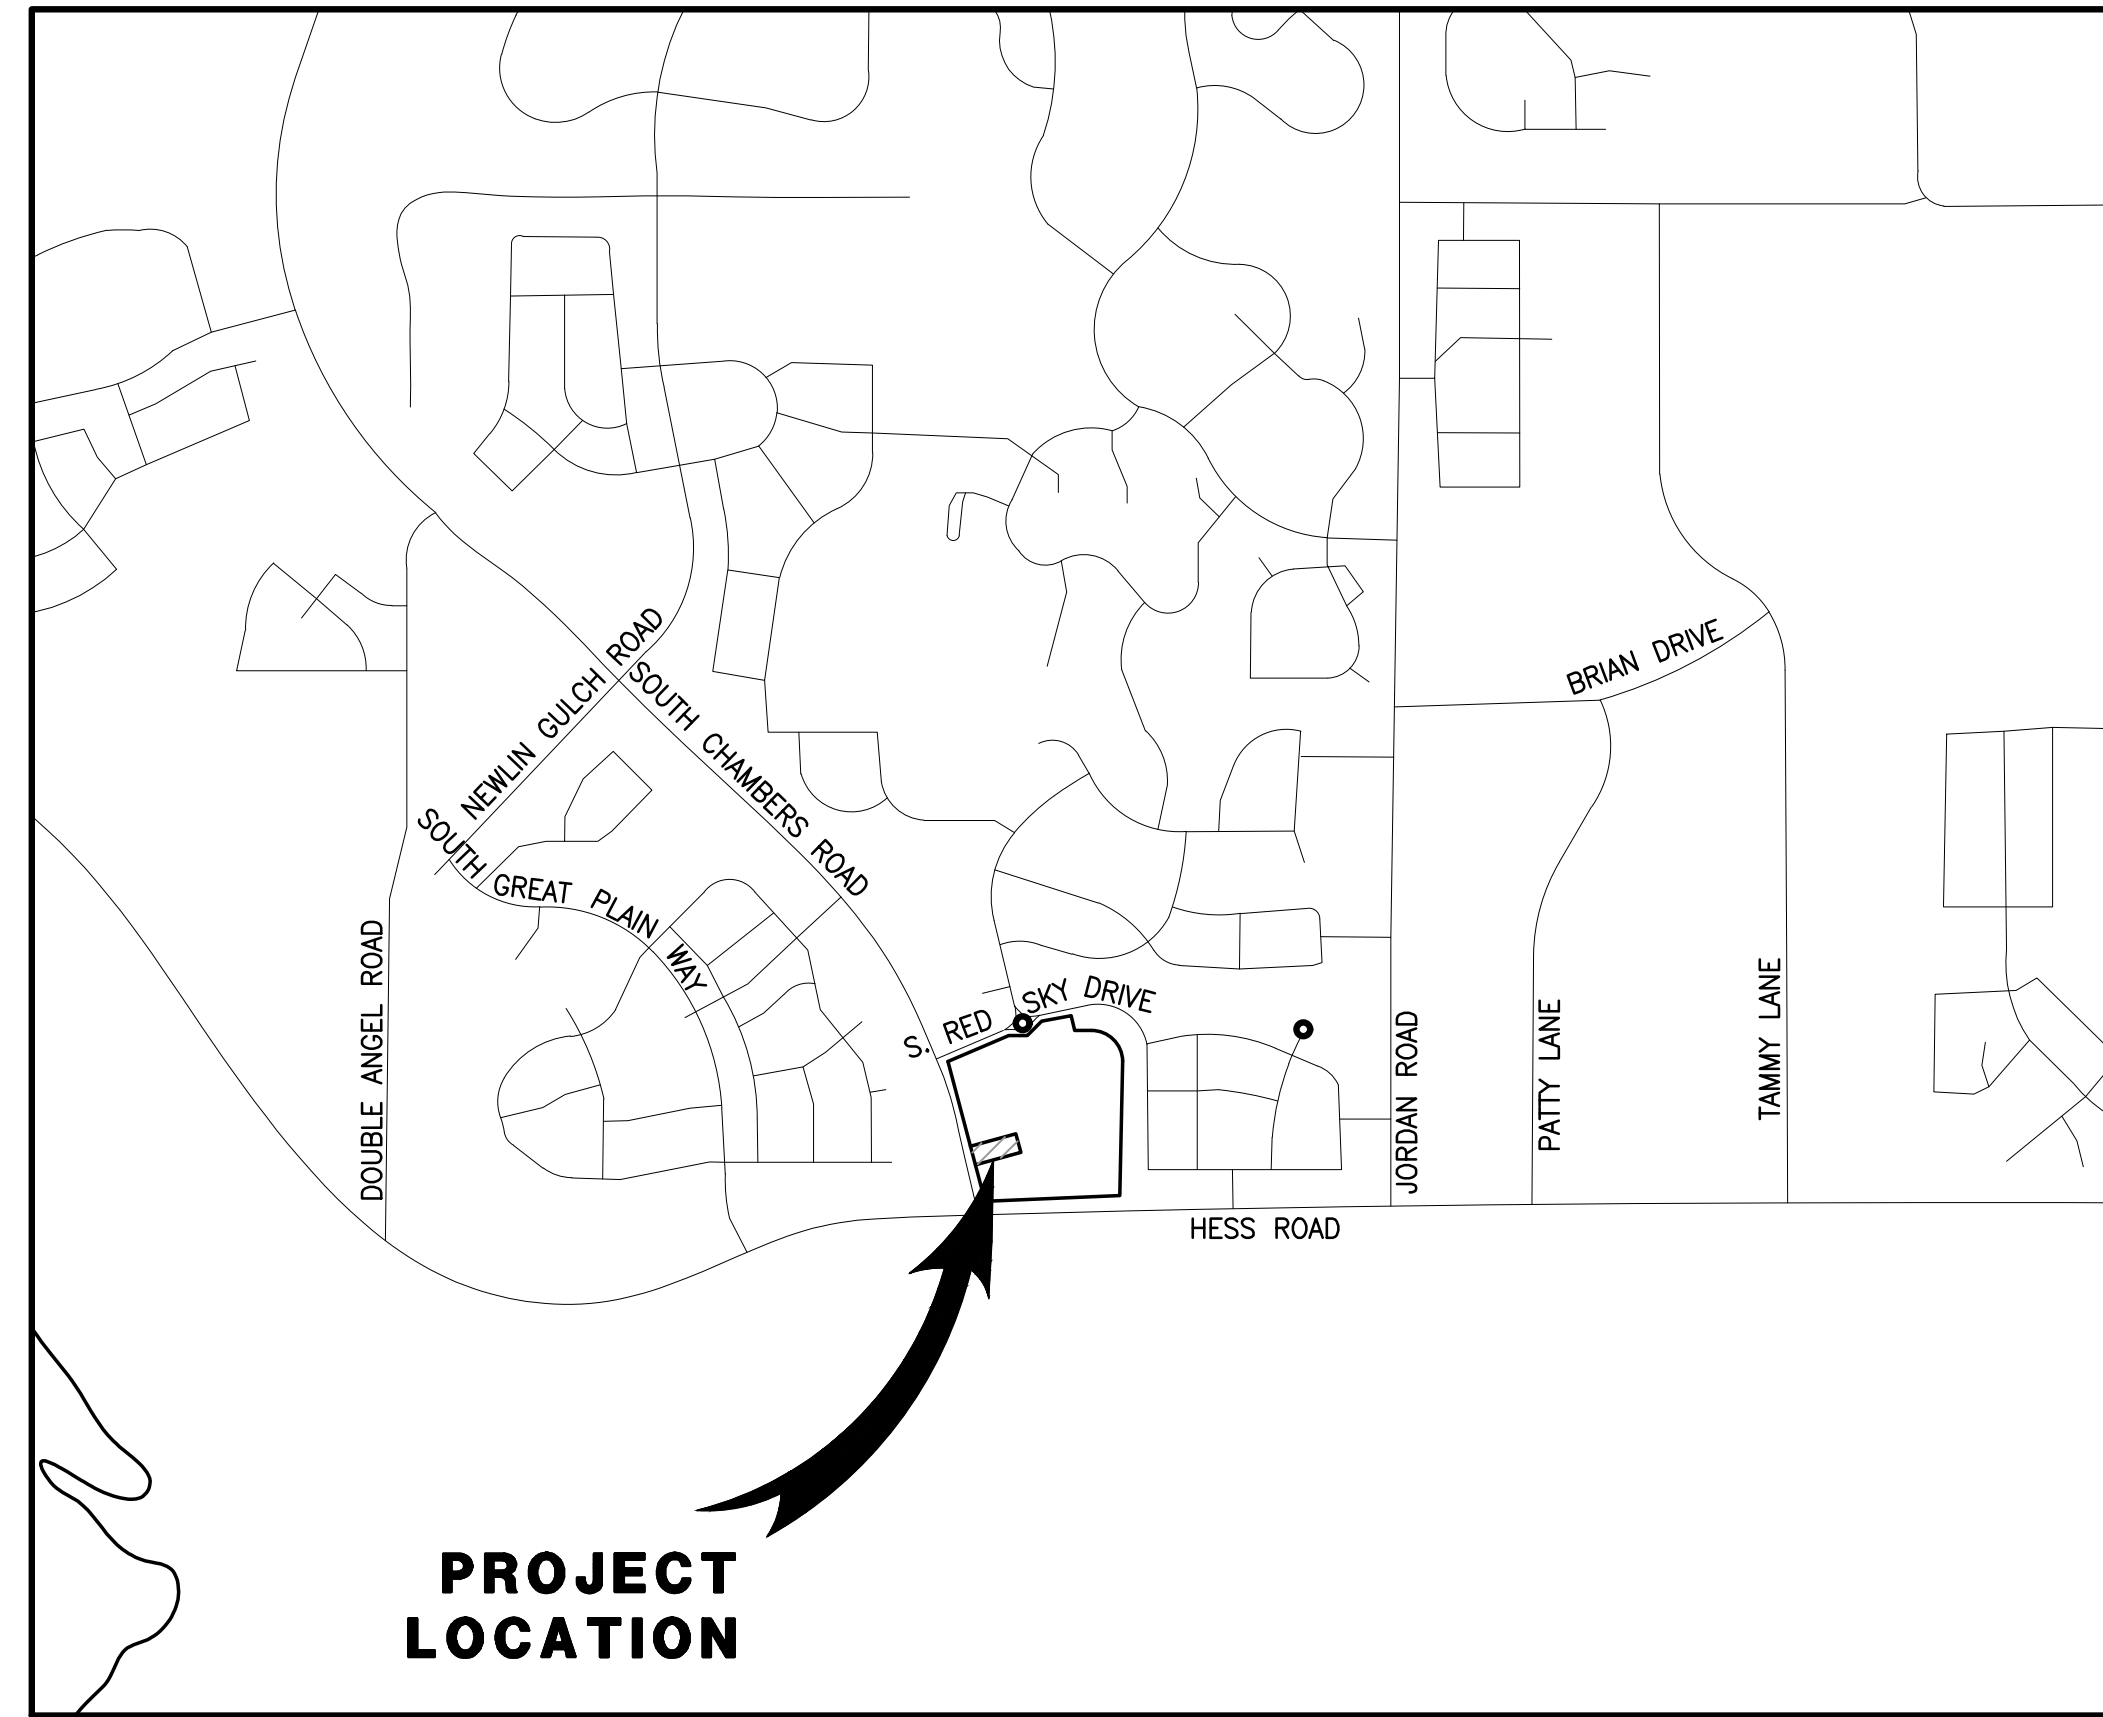 SOUTH NEWLIN GULCH ROAD
SOUTH CHAMBERS ROAD
BRIAN DRIVE
SOUTH GREAT PLAIN WAY
DOUBLE ANGEL ROAD
S. RED SKY DRIVE
JORDAN ROAD
PATTY LANE
TAMMY LANE
HESS ROAD
PROJECT
LOCATION